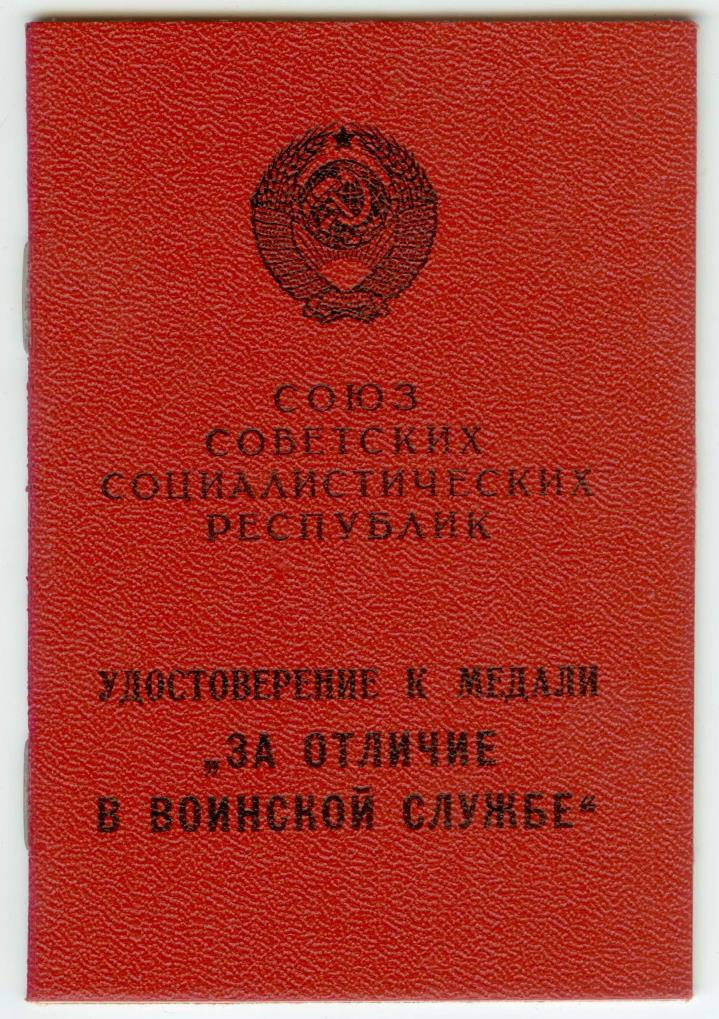 СОЮЗ
СОВЕТСКИХ
СОЦИАЛИСТИЧЕСКИХ
РЕСПУБЛИК
УДОСТОВЕРЕНИЕ К МЕДАЛИ
„ЗА ОТЛИЧИЕ
В ВОИНСКОЙ СЛУЖБЕ“